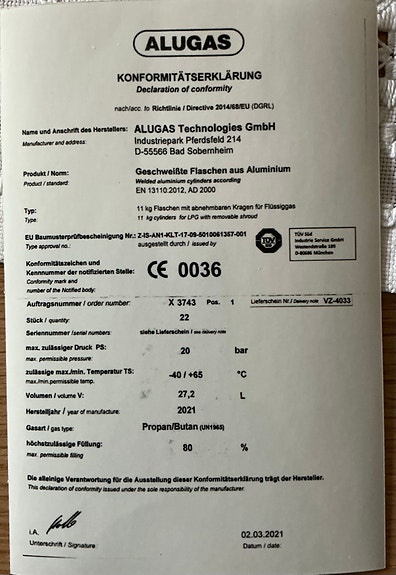 ALUGAS
KONFORMITÄTSERKLÄRUNG
Declaration of conformity
nach/acc. to Richtlinie / Directive 2014/68/EU (DGRL)
Name und Anschrift des Herstellers: ALUGAS Technologies GmbH
Manufacturer and address: Industriepark Pferdsfeld 214
D-55566 Bad Sobernheim
Produkt / Norm: Geschweißte Flaschen aus Aluminium
Product / standard: Welded aluminium cylinders according
EN 13110:2012, AD 2000
Typ: 11 kg Flaschen mit abnehmbaren Kragen für Flüssiggas
Type: 11 kg cylinders for LPG with removable shroud
EU Baumusterprüfbescheinigung Nr.: Z-IS-AN1-KLT-17-09-5010061357-001
Type approval no.: ausgestellt durch / issued by
TÜV
TÜV Süd
Industrie Service GmbH
Westendstraße 199
D-80686 München
Konformitätszeichen und
Kennnummer der notifizierten Stelle: CE 0036
Conformity mark and
number of the Notified body:
Auftragsnummer / order number: X 3743 Pos. 1 Lieferschein Nr./ Delivery note VZ-4033
Stück / quantity: 22
Seriennummer /serial numbers: siehe Lieferschein / see delivery note
max. zulässiger Druck PS: 20 bar
max. permissible pressure:
zulässige max./min. Temperatur TS: -40 / +65 °C
max./min.permissible temp.
Volumen / volume V: 27,2 L
Herstelljahr / year of manufacture: 2021
Gasart / gas type: Propan/Butan (UN1965)
höchstzulässige Füllung: 80 %
max. permissible filling
Die alleinige Verantwortung für die Ausstellung dieser Konformitätserklärung trägt der Hersteller.
This declaration of conformity issued under the sole responsibility of the manufacturer.
i.A.
02.03.2021
Unterschrift / Signature
Datum / date: